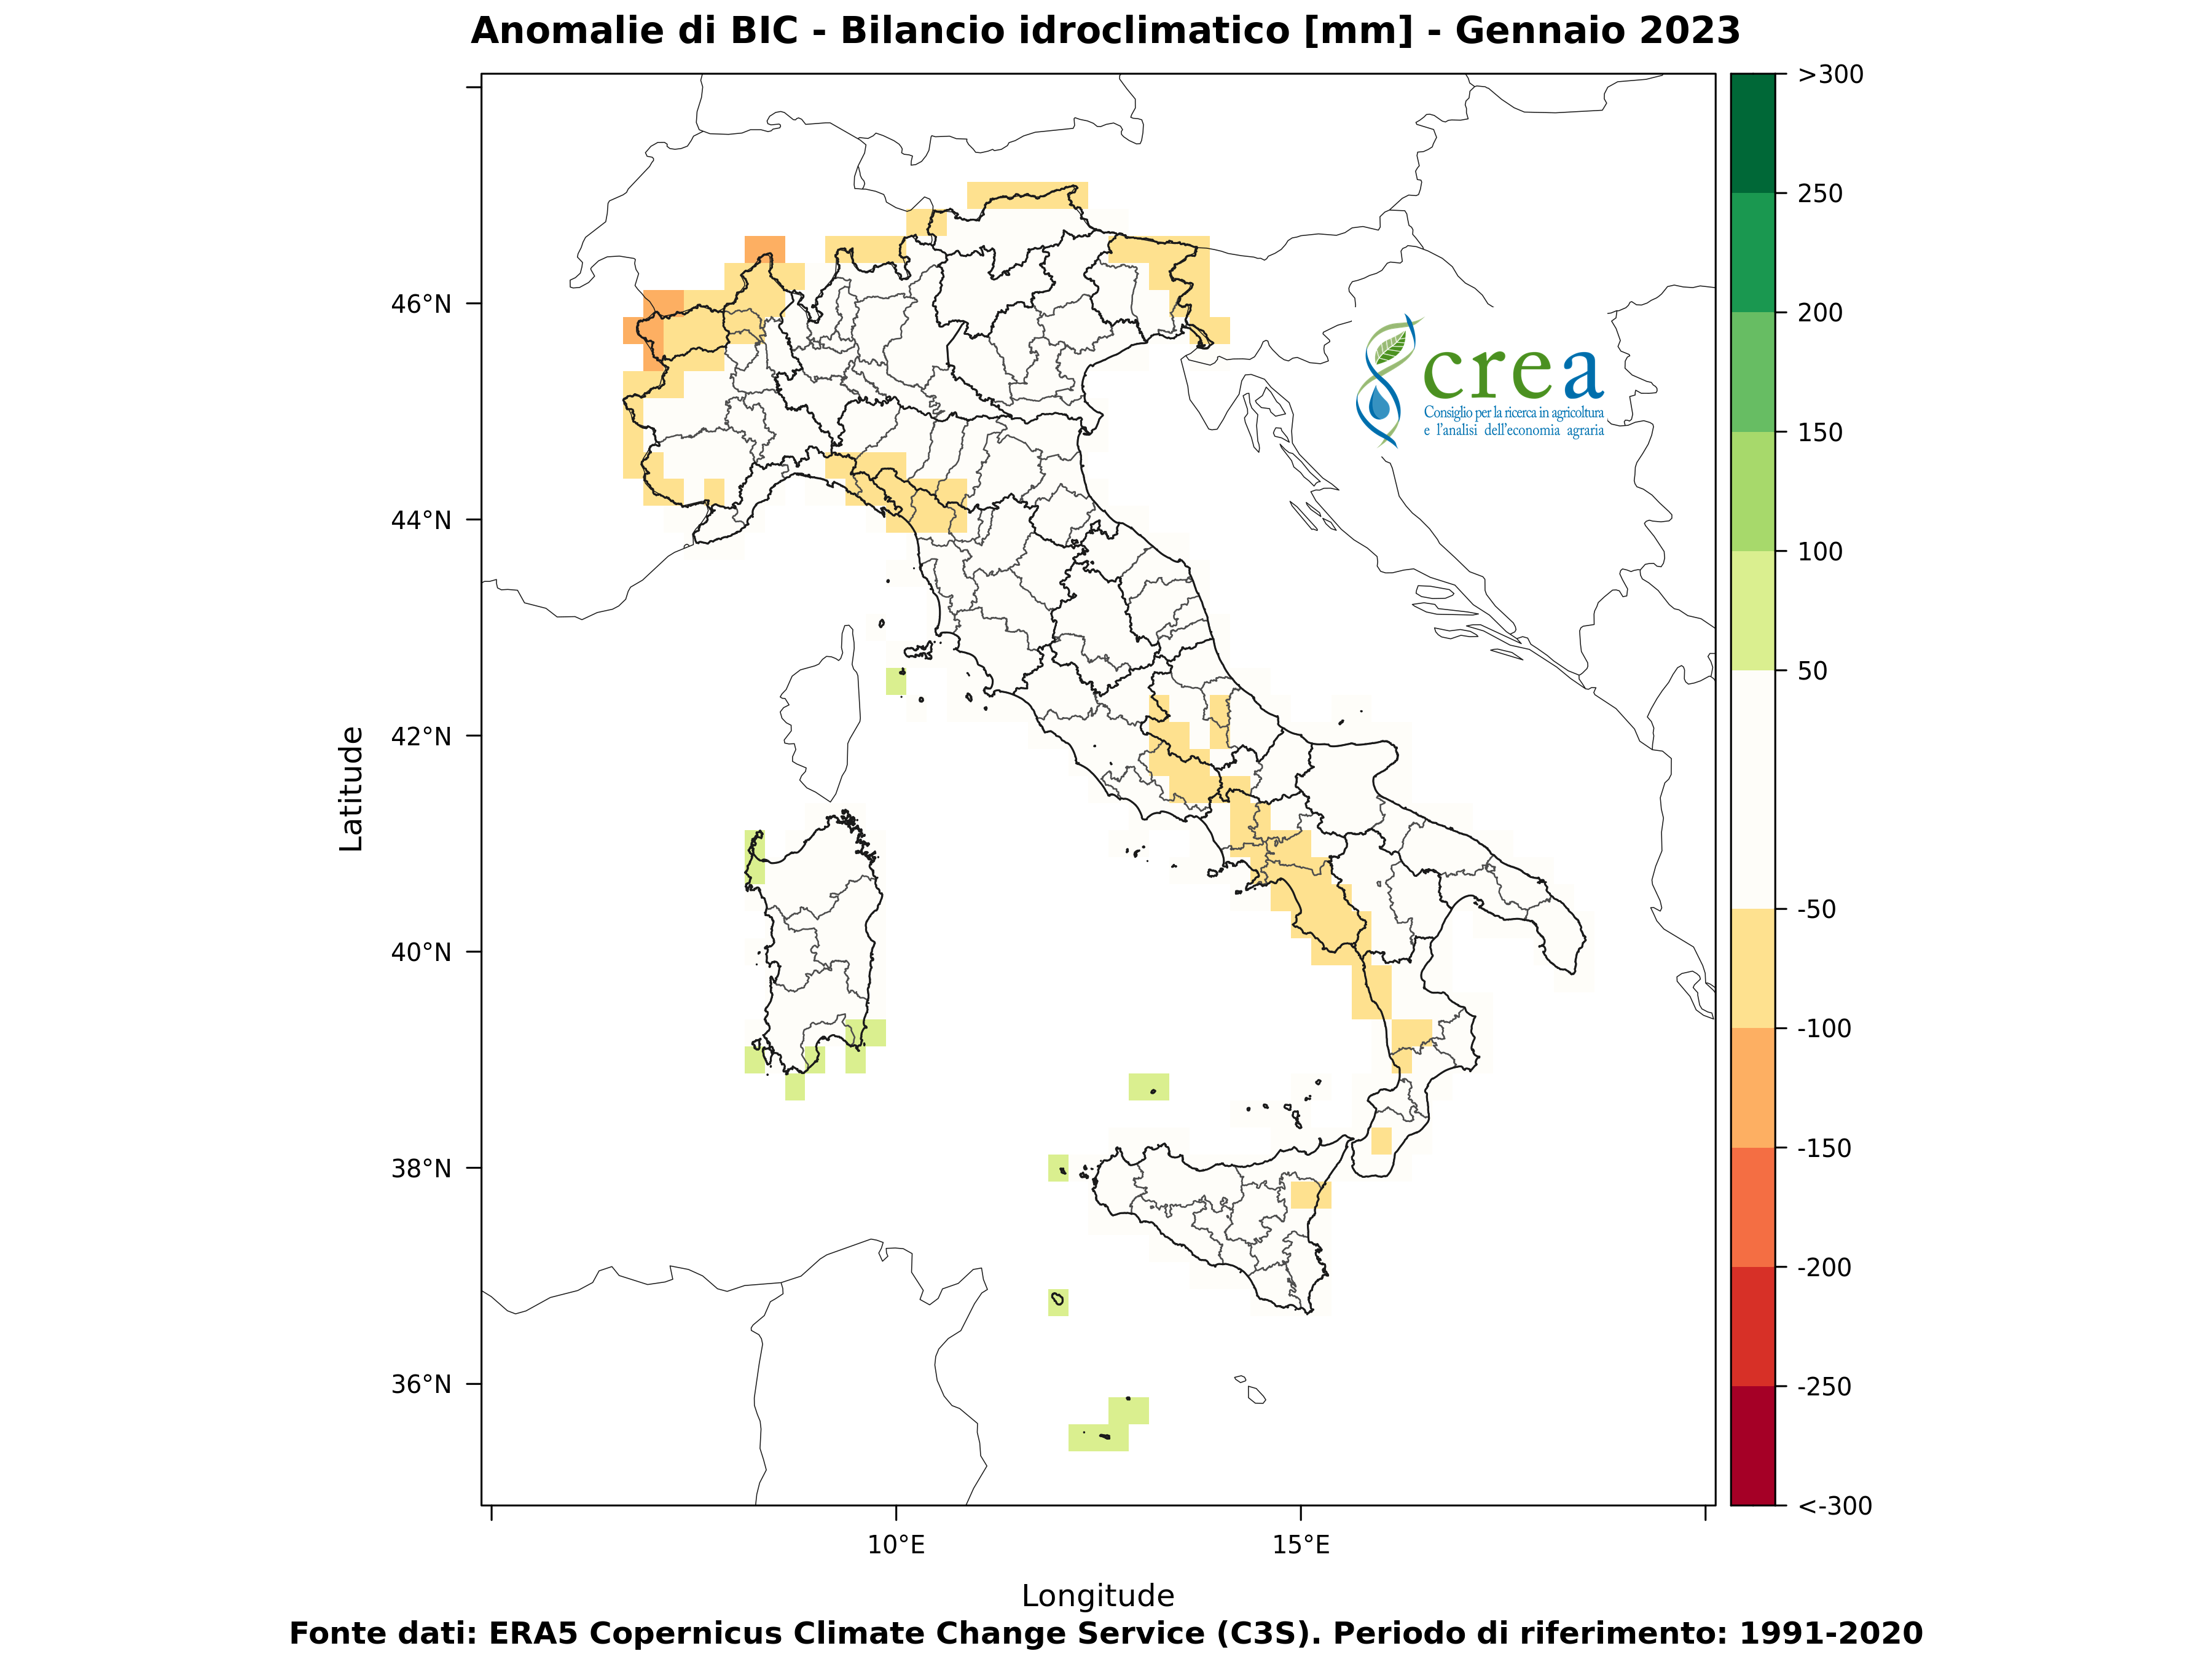 Anomalie di BIC - Bilancio idroclimatico [mm] - Gennaio 2023
>300
250
200
150
100
50
-50
-100
-150
-200
-250
<-300
46°N
44°N
42°N
40°N
38°N
36°N
Latitude
crea
Consiglio per la ricerca in agricoltura
e l'analisi dell'economia agraria
10°E
15°E
Longitude
Fonte dati: ERA5 Copernicus Climate Change Service (C3S). Periodo di riferimento: 1991-2020